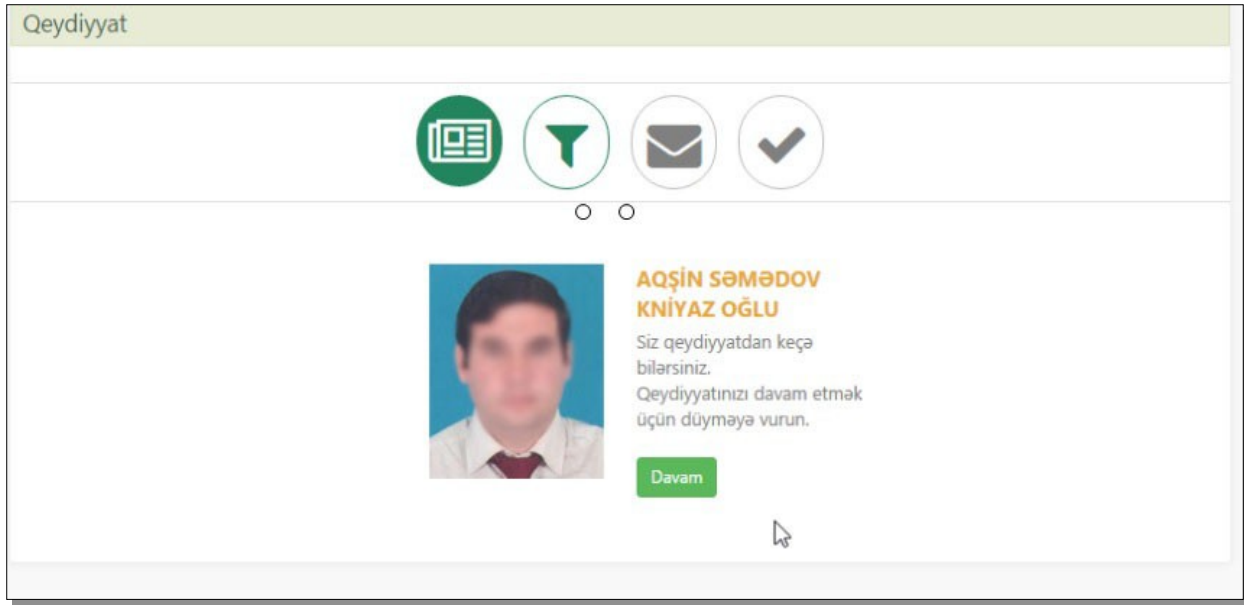 Qeydiyyat
AQŞİN SƏMƏDOV
KNİYAZ OĞLU
Siz qeydiyyatdan keçə
bilərsiniz.
Qeydiyyatınızı davam etmək
üçün düyməyə vurun.
Davam